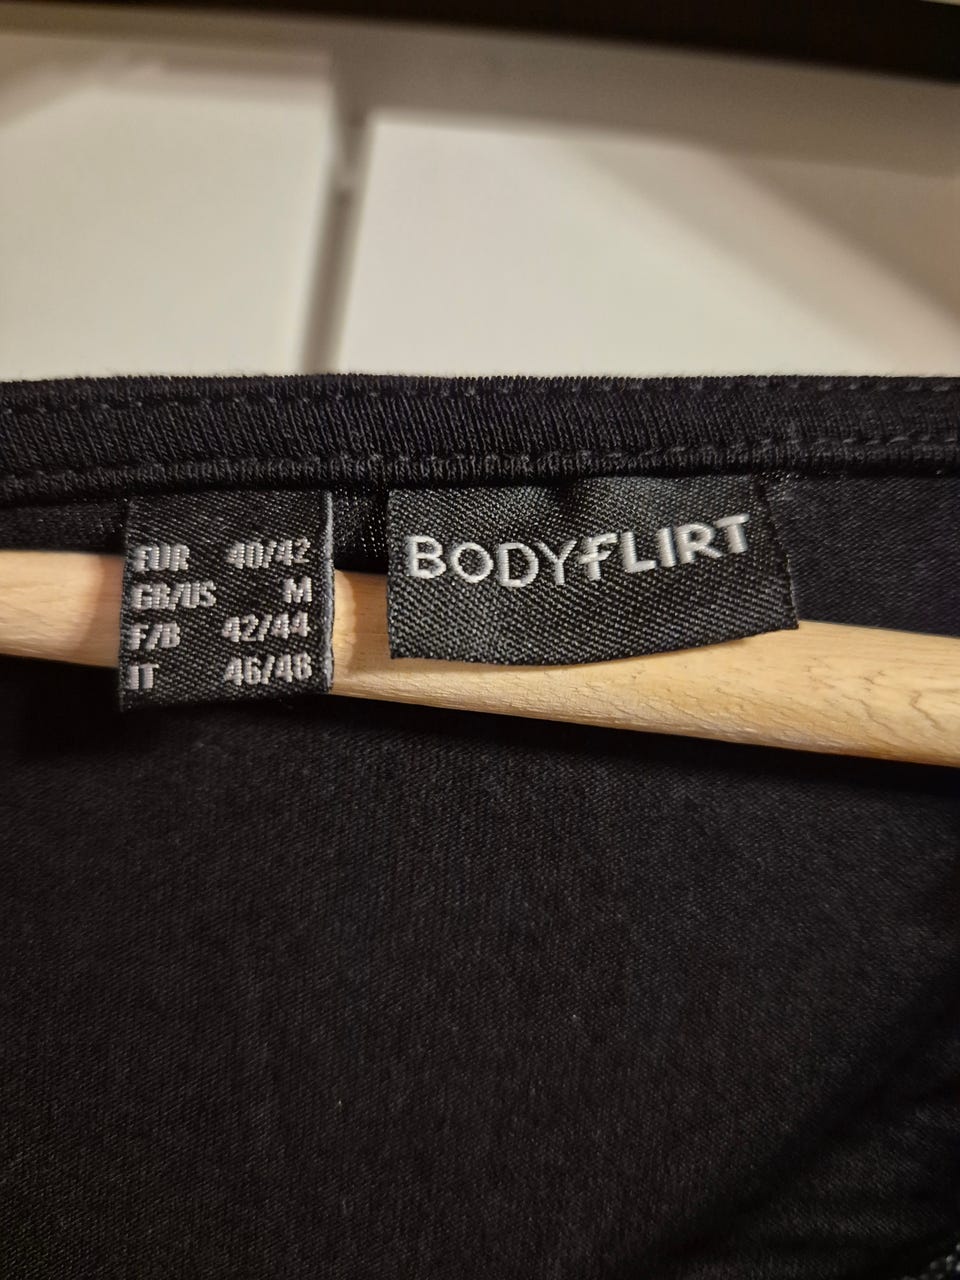 EUR 40/42
GB/US M
F/B 42/44
IT 46/48
BODYFLIRT